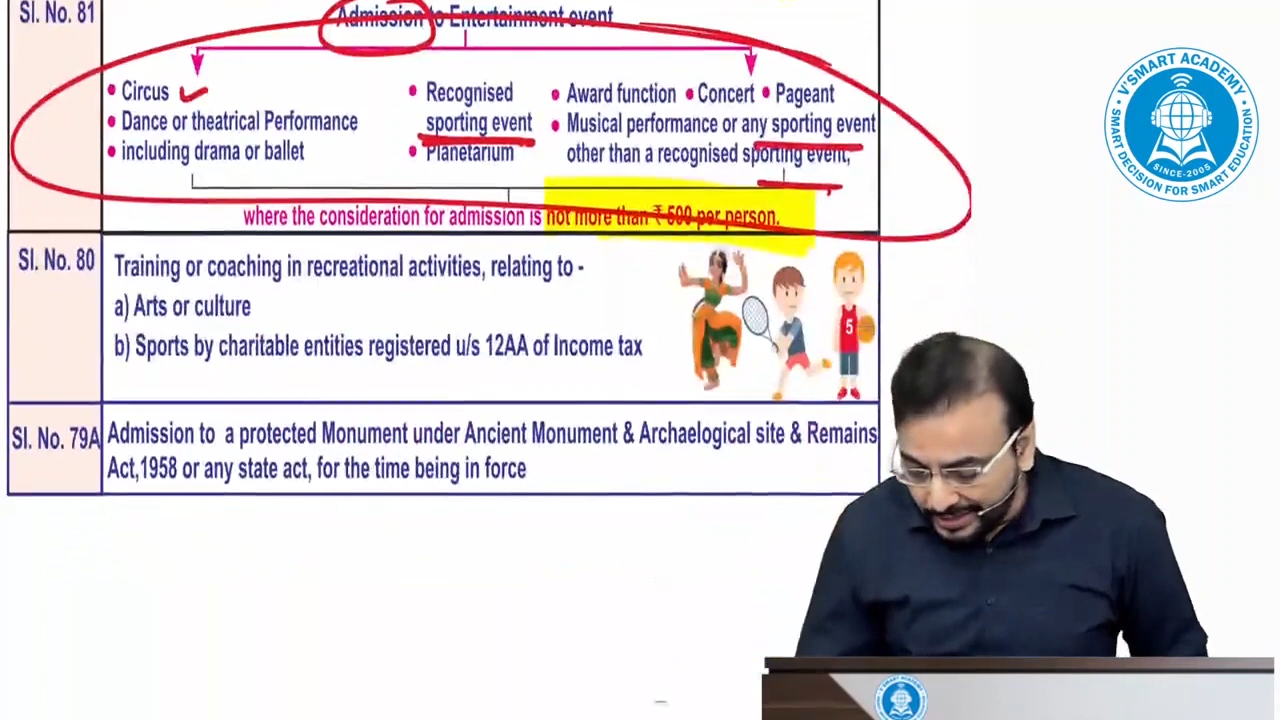 Sl. No. 81
Admission to Entertainment event
• Circus
• Dance or theatrical Performance
• including drama or ballet
• Recognised
sporting event
• Planetarium
• Award function • Concert • Pageant
• Musical performance or any sporting event
other than a recognised sporting event,
where the consideration for admission is not more than ₹ 500 per person.
Sl. No. 80
Training or coaching in recreational activities, relating to -
a) Arts or culture
b) Sports by charitable entities registered u/s 12AA of Income tax
5
Sl. No. 79A
Admission to a protected Monument under Ancient Monument & Archaelogical site & Remains
Act,1958 or any state act, for the time being in force
V'SMART ACADEMY
SINCE-2005
SMART DECISION FOR SMART EDUCATION